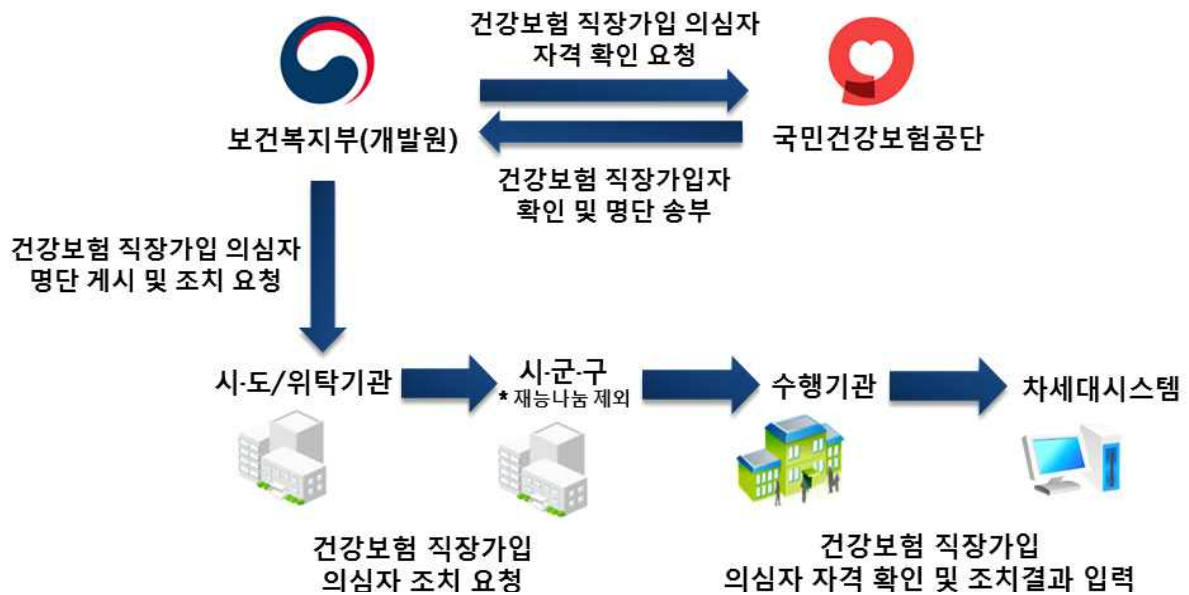 건강보험 직장가입 의심자
자격 확인 요청
보건복지부(개발원)
국민건강보험공단
건강보험 직장가입자
확인 및 명단 송부
건강보험 직장가입 의심자
명단 게시 및 조치 요청
시·도/위탁기관
시·군·구
* 재능나눔 제외
수행기관
차세대시스템
건강보험 직장가입
의심자 조치 요청
건강보험 직장가입
의심자 자격 확인 및 조치결과 입력